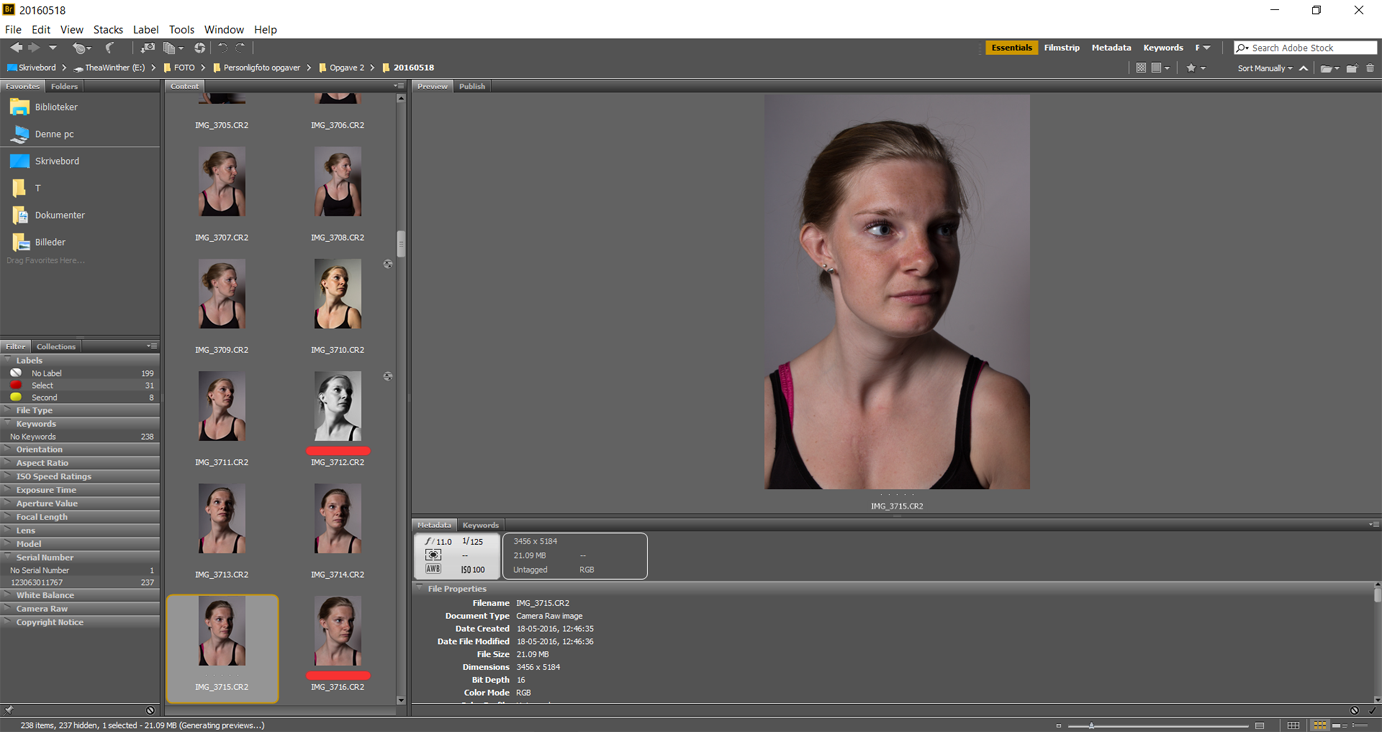 Br 20160518
File Edit View Stacks Label Tools Window Help
Essentials Filmstrip Metadata Keywords F Search Adobe Stock
Skrivebord TheaWinther (E:) FOTO Personligfoto opgaver Opgave 2 20160518 Sort Manually
Favorites Folders
Biblioteker
Denne pc
Skrivebord
T
Dokumenter
Billeder
Drag Favorites Here...
Filter Collections
Labels
No Label 199
Select 31
Second 8
File Type
Keywords
No Keywords 238
Orientation
Aspect Ratio
ISO Speed Ratings
Exposure Time
Aperture Value
Focal Length
Lens
Model
Serial Number
No Serial Number 1
123063011767 237
White Balance
Camera Raw
Copyright Notice
Content
IMG_3705.CR2 IMG_3706.CR2
IMG_3707.CR2 IMG_3708.CR2
IMG_3709.CR2 IMG_3710.CR2
IMG_3711.CR2 IMG_3712.CR2
IMG_3713.CR2 IMG_3714.CR2
IMG_3715.CR2 IMG_3716.CR2
Preview Publish
IMG_3715.CR2
Metadata Keywords
f/11.0 1/125
--
AWB ISO 100
3456 x 5184
21.09 MB --
Untagged RGB
File Properties
Filename IMG_3715.CR2
Document Type Camera Raw image
Date Created 18-05-2016, 12:46:35
Date File Modified 18-05-2016, 12:46:36
File Size 21.09 MB
Dimensions 3456 x 5184
Bit Depth 16
Color Mode RGB
238 items, 237 hidden, 1 selected - 21.09 MB (Generating previews...)